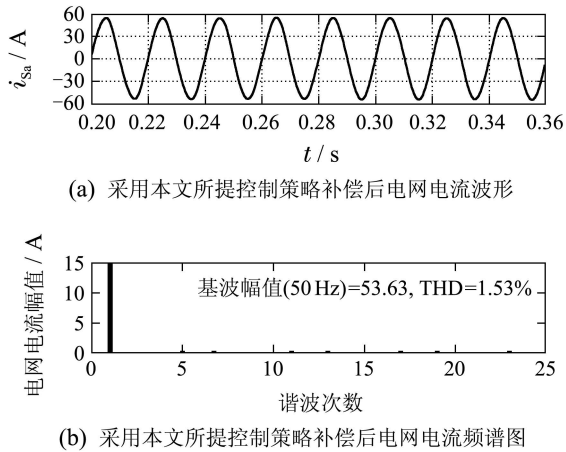 i_Sa / A
60
30
0
−30
−60
0.20 0.22 0.24 0.26 0.28 0.30 0.32 0.34 0.36
t / s
(a) 采用本文所提控制策略补偿后电网电流波形
电网电流幅值 / A
15
10
5
0
基波幅值(50 Hz)=53.63, THD=1.53%
0 5 10 15 20 25
谐波次数
(b) 采用本文所提控制策略补偿后电网电流频谱图